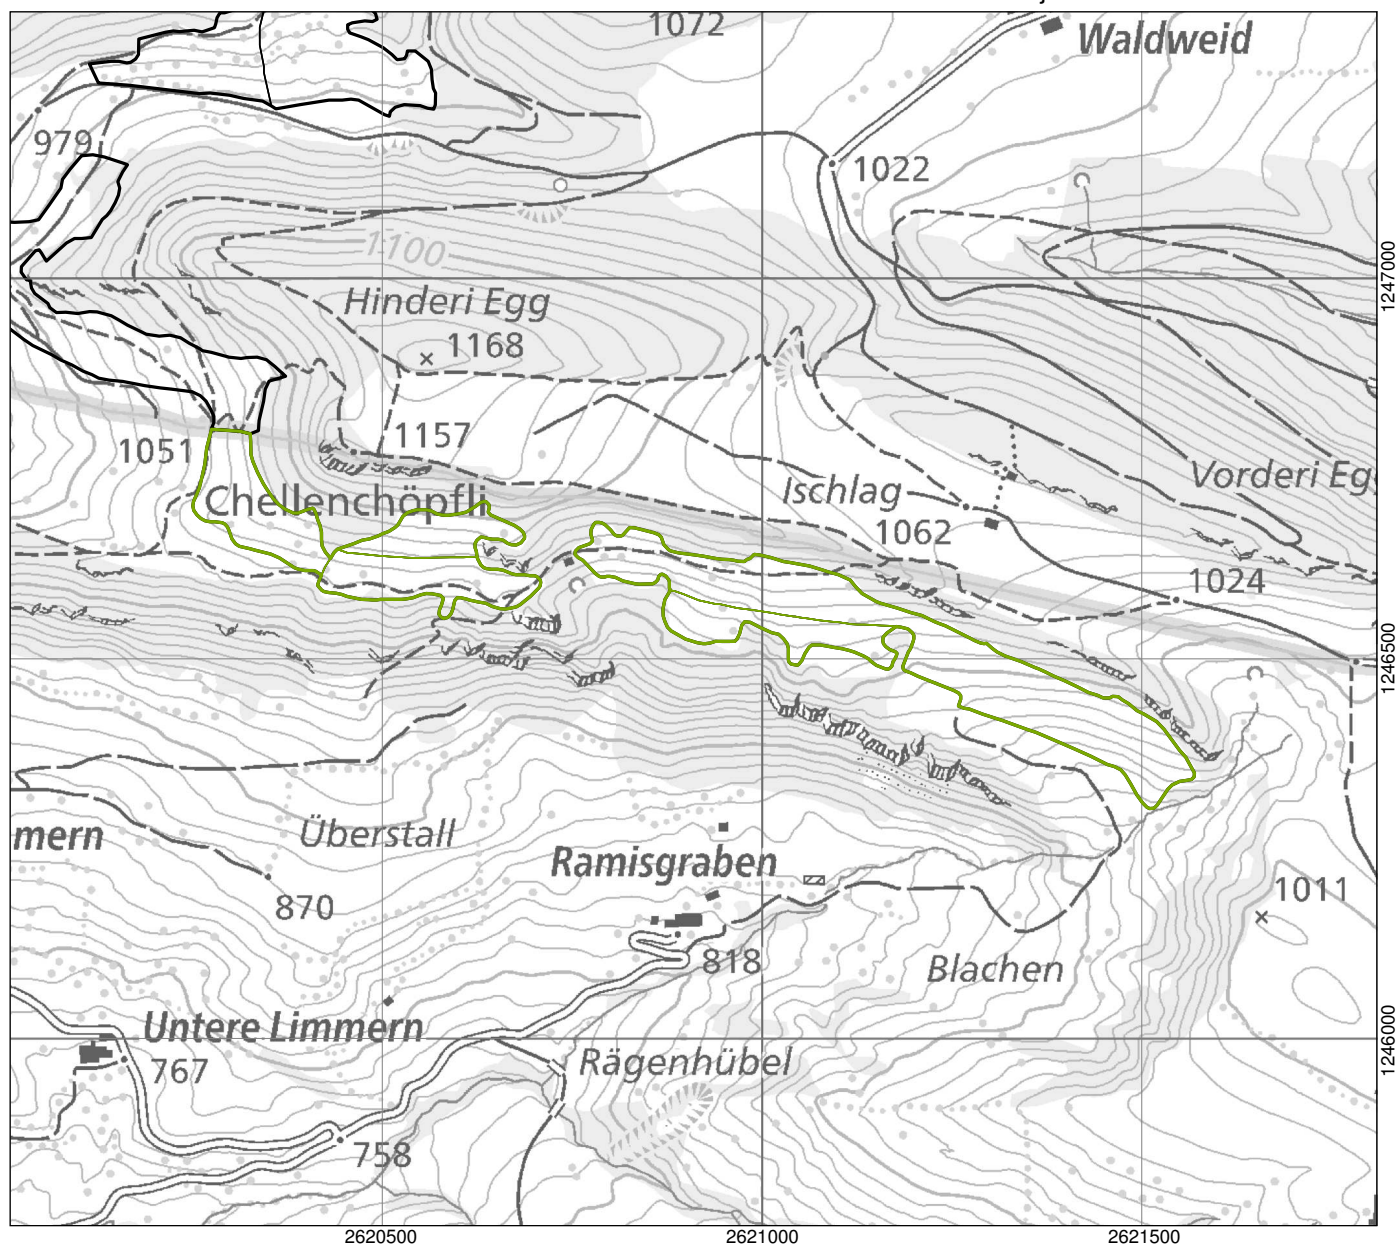 1072
Waldweid
979
1022
1100
1247000
Hinderi Egg
1168
1157
1051
Vorderi Eg
Ischlag
Chellenchöpfli
1062
1024
1246500
mern
Überstall
Ramisgraben
1011
870
818
Blachen
Untere Limmern
1246000
767
Rägenhübel
758
2620500
2621000
2621500